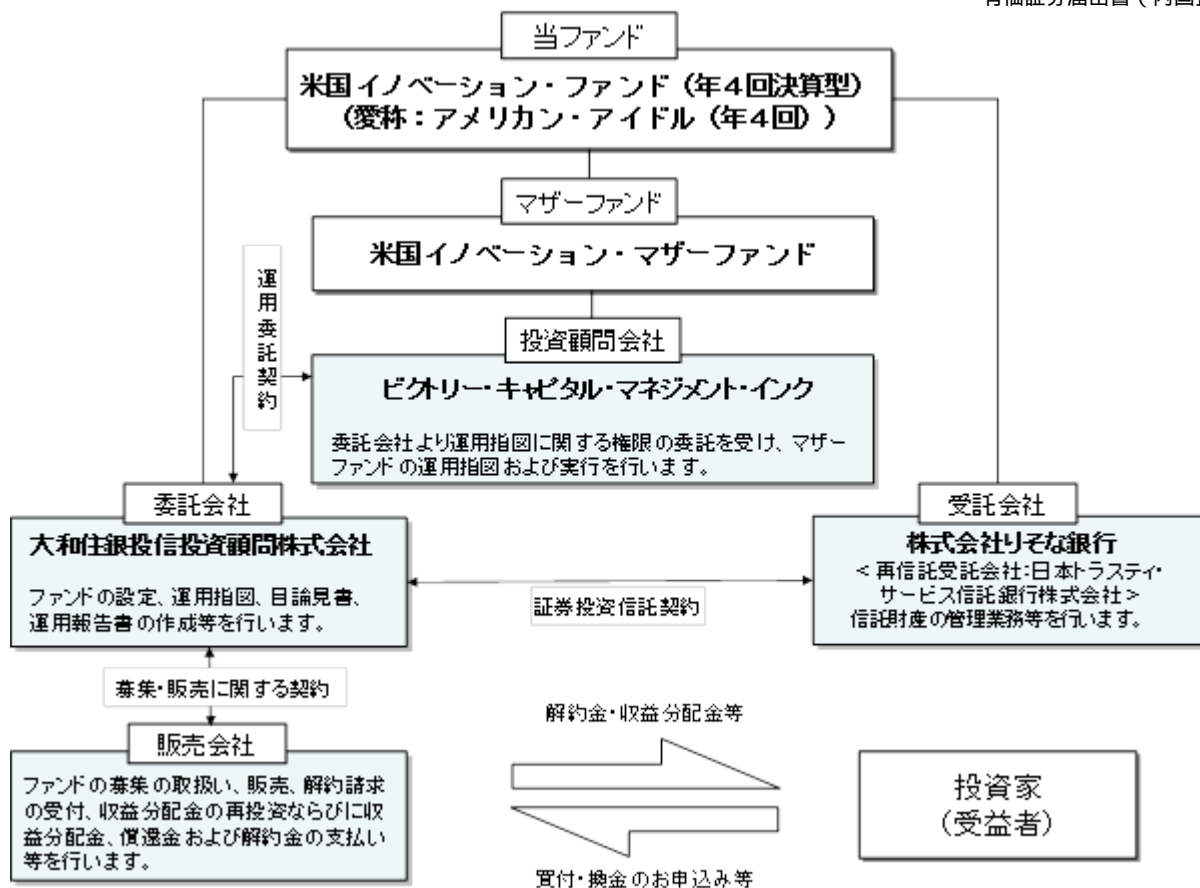 当ファンド
米国イノベーション・ファンド（年４回決算型）
（愛称：アメリカン・アイドル（年４回））
マザーファンド
米国イノベーション・マザーファンド
運用委託契約
投資顧問会社
ビクトリー・キャピタル・マネジメント・インク
委託会社より運用指図に関する権限の委託を受け、マザー
ファンドの運用指図および実行を行います。
委託会社
大和住銀投信投資顧問株式会社
ファンドの設定、運用指図、目論見書、
運用報告書の作成等を行います。
証券投資信託契約
受託会社
株式会社りそな銀行
＜再信託受託会社：日本トラスティ・
サービス信託銀行株式会社＞
信託財産の管理業務等を行います。
募集・販売に関する契約
販売会社
ファンドの募集の取扱い、販売、解約請求
の受付、収益分配金の再投資ならびに収
益分配金、償還金および解約金の支払い
等を行います。
解約金・収益分配金等
買付・換金のお申込み等
投資家
（受益者）